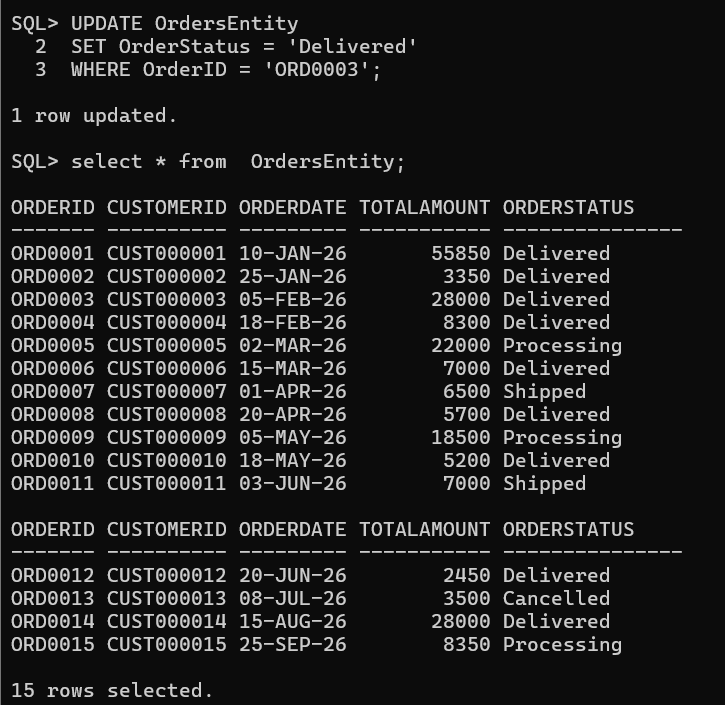 SQL> UPDATE OrdersEntity
  2  SET OrderStatus = 'Delivered'
  3  WHERE OrderID = 'ORD0003';

1 row updated.

SQL> select * from  OrdersEntity;

ORDERID CUSTOMERID ORDERDATE TOTALAMOUNT ORDERSTATUS
------- ---------- --------- ----------- ---------------
ORD0001 CUST000001 10-JAN-26       55850 Delivered
ORD0002 CUST000002 25-JAN-26        3350 Delivered
ORD0003 CUST000003 05-FEB-26       28000 Delivered
ORD0004 CUST000004 18-FEB-26        8300 Delivered
ORD0005 CUST000005 02-MAR-26       22000 Processing
ORD0006 CUST000006 15-MAR-26        7000 Delivered
ORD0007 CUST000007 01-APR-26        6500 Shipped
ORD0008 CUST000008 20-APR-26        5700 Delivered
ORD0009 CUST000009 05-MAY-26       18500 Processing
ORD0010 CUST000010 18-MAY-26        5200 Delivered
ORD0011 CUST000011 03-JUN-26        7000 Shipped

ORDERID CUSTOMERID ORDERDATE TOTALAMOUNT ORDERSTATUS
------- ---------- --------- ----------- ---------------
ORD0012 CUST000012 20-JUN-26        2450 Delivered
ORD0013 CUST000013 08-JUL-26        3500 Cancelled
ORD0014 CUST000014 15-AUG-26       28000 Delivered
ORD0015 CUST000015 25-SEP-26        8350 Processing

15 rows selected.